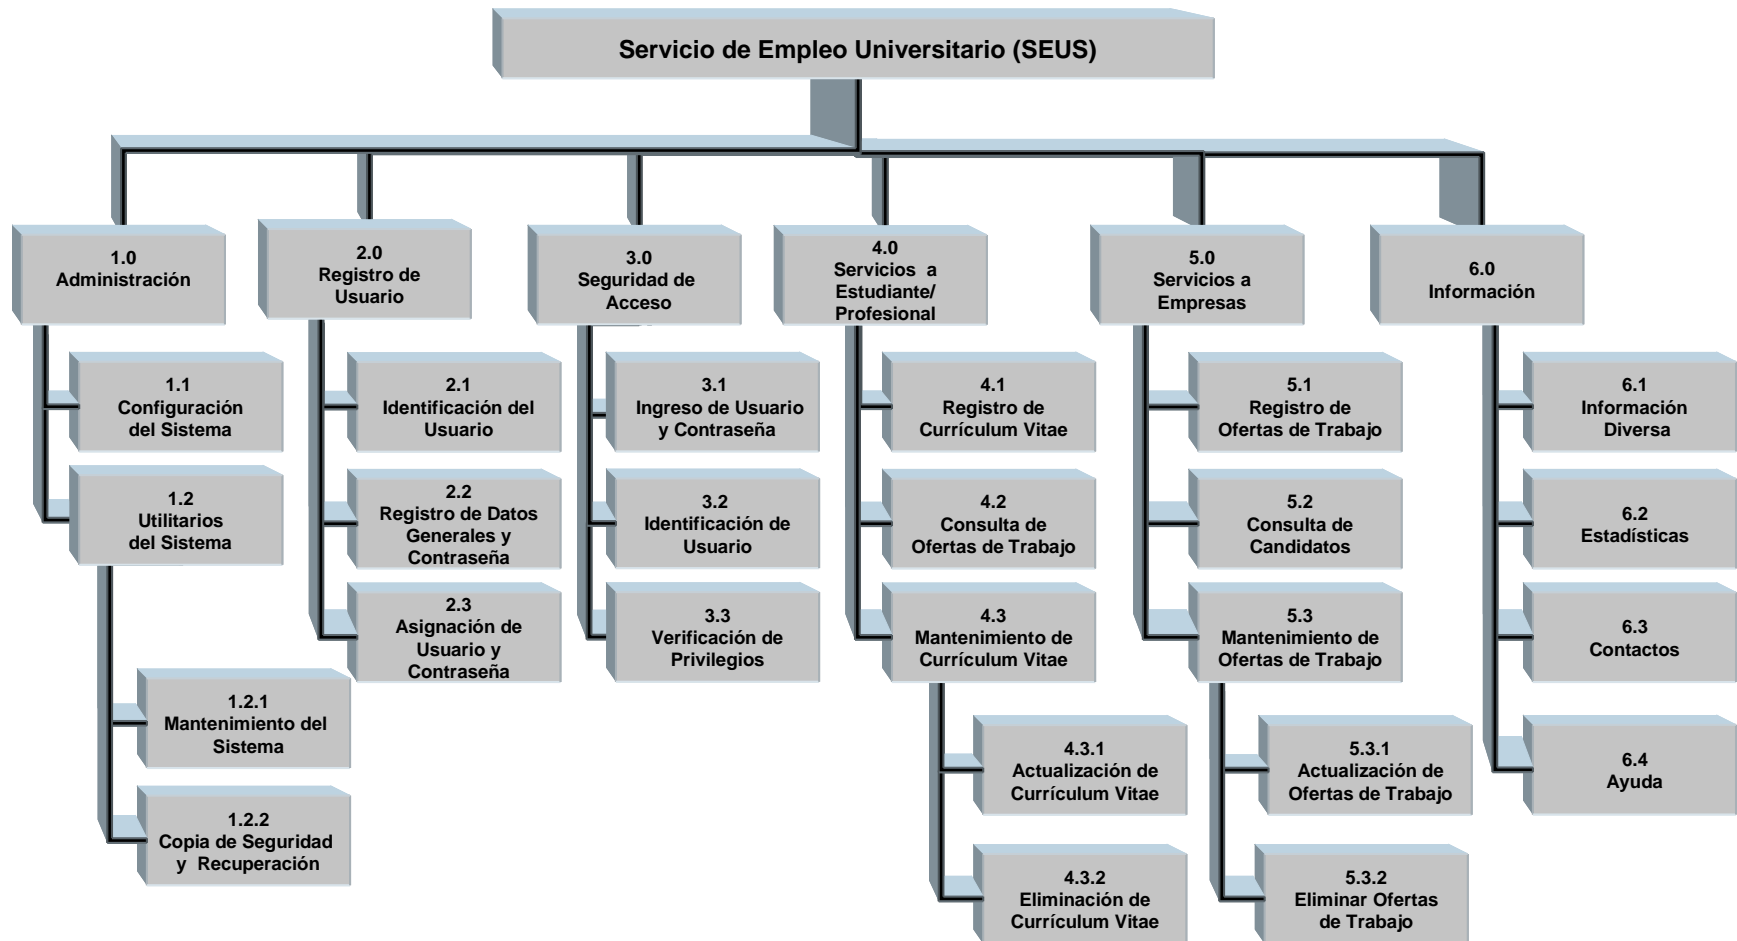 Servicio de Empleo Universitario (SEUS)
1.0
Administración
2.0
Registro de
Usuario
3.0
Seguridad de
Acceso
4.0
Servicios a
Estudiante/
Profesional
5.0
Servicios a
Empresas
6.0
Información
1.1
Configuración
del Sistema
2.1
Identificación del
Usuario
3.1
Ingreso de Usuario
y Contraseña
4.1
Registro de
Currículum Vitae
5.1
Registro de
Ofertas de Trabajo
6.1
Información
Diversa
1.2
Utilitarios
del Sistema
2.2
Registro de Datos
Generales y
Contraseña
3.2
Identificación de
Usuario
4.2
Consulta de
Ofertas de Trabajo
5.2
Consulta de
Candidatos
6.2
Estadísticas
2.3
Asignación de
Usuario y
Contraseña
3.3
Verificación de
Privilegios
4.3
Mantenimiento de
Currículum Vitae
5.3
Mantenimiento de
Ofertas de Trabajo
6.3
Contactos
1.2.1
Mantenimiento del
Sistema
4.3.1
Actualización de
Currículum Vitae
5.3.1
Actualización de
Ofertas de Trabajo
6.4
Ayuda
1.2.2
Copia de Seguridad
y Recuperación
4.3.2
Eliminación de
Currículum Vitae
5.3.2
Eliminar Ofertas
de Trabajo